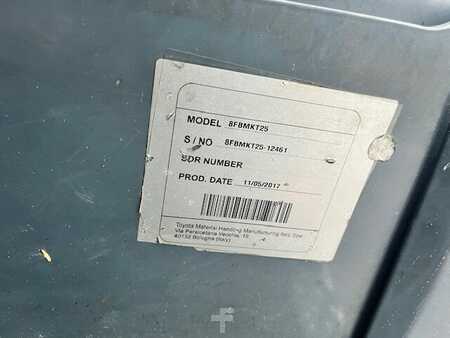 MODEL 8FBMKT25
S / NO 8FBMKT25-12461
SDR NUMBER
PROD. DATE 11/05/2017
Toyota Material Handling Manufacturing Italy Spa
Via Persicetana Vecchia, 10
40132 Bologna (Italy)